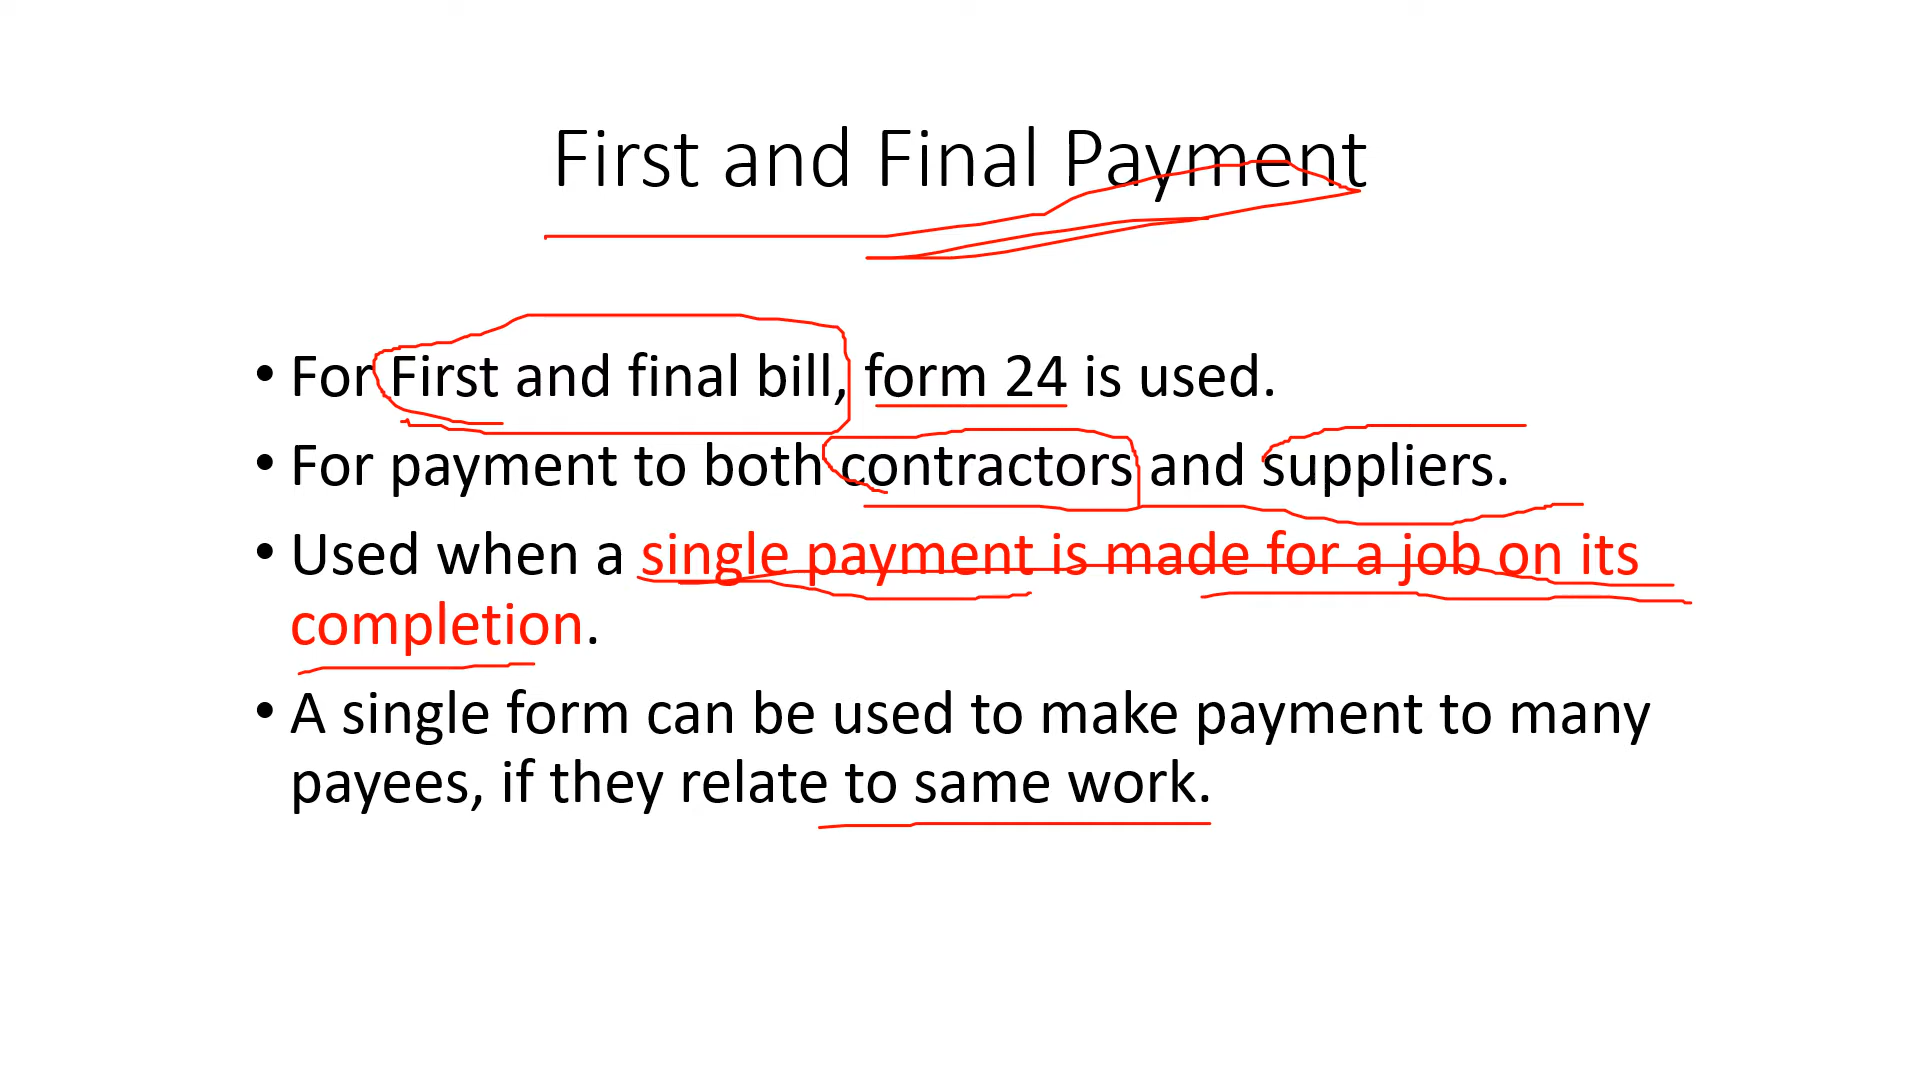 First and Final Payment
• For First and final bill, form 24 is used.
• For payment to both contractors and suppliers.
• Used when a single payment is made for a job on its
completion.
• A single form can be used to make payment to many
payees, if they relate to same work.